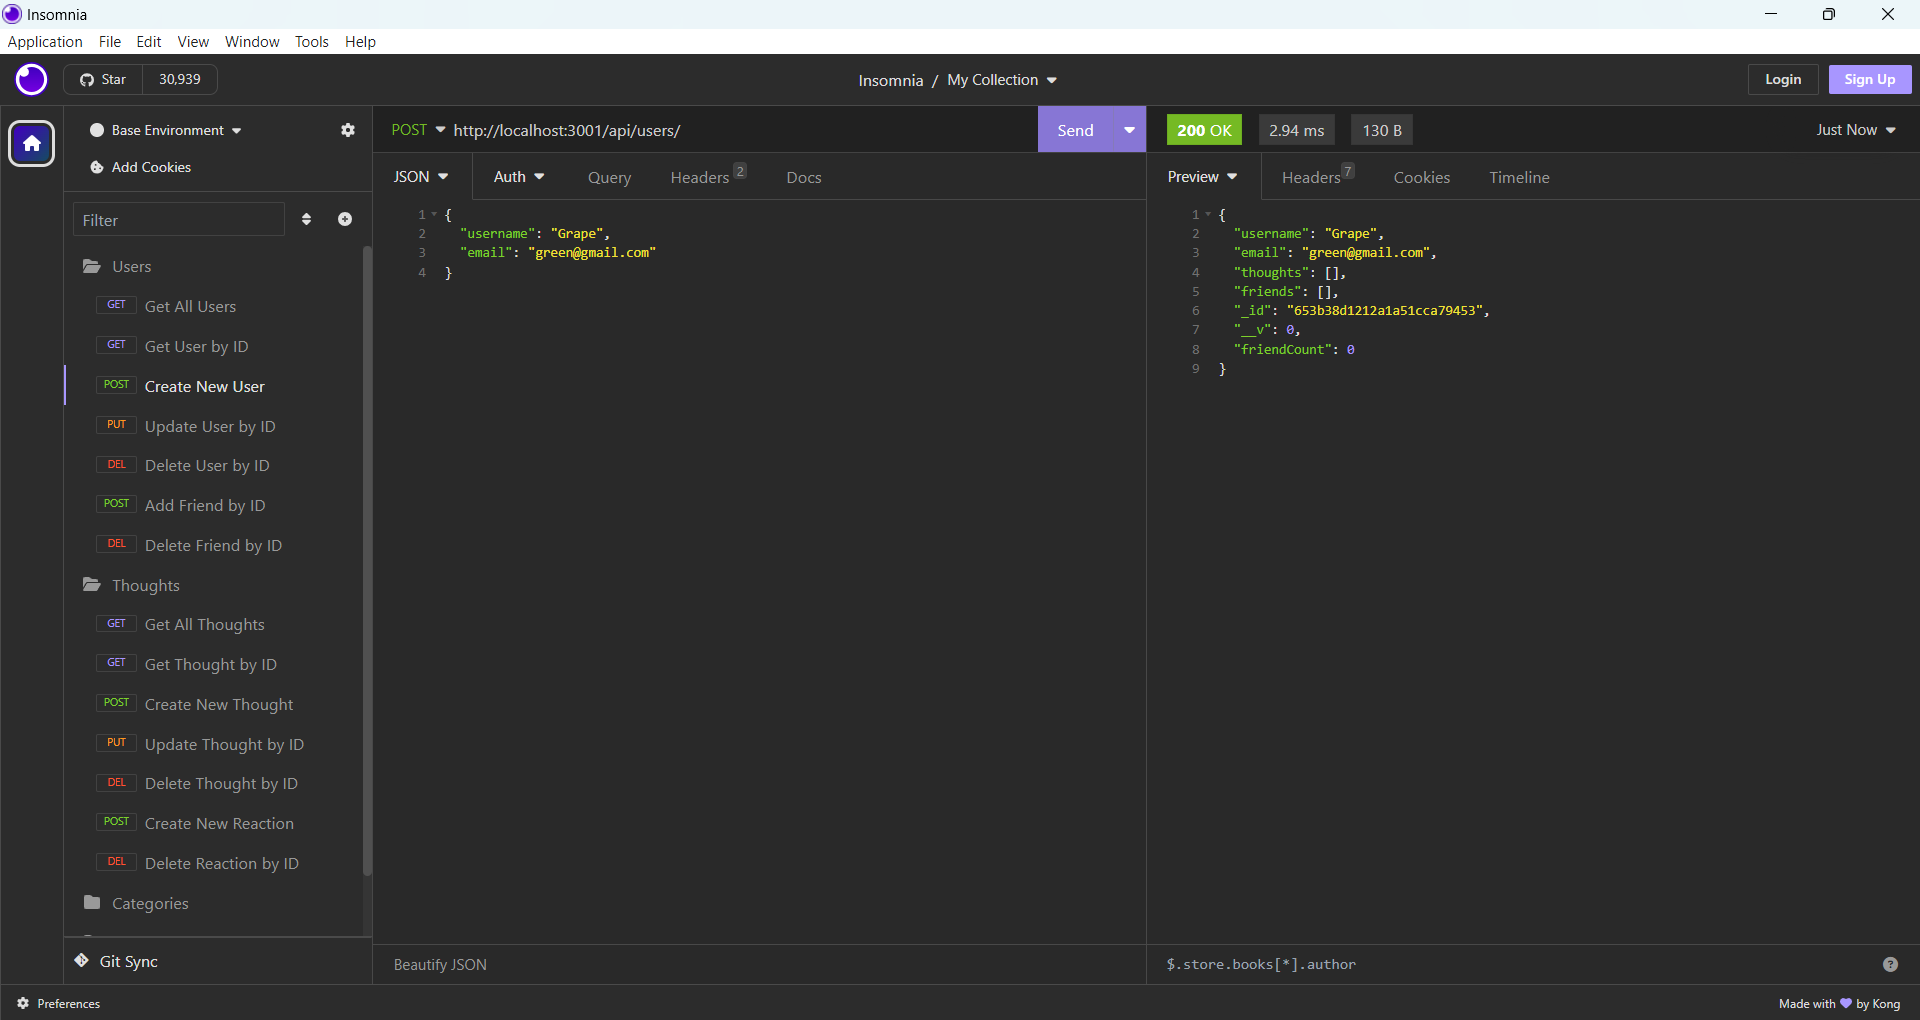 Insomnia
Application File Edit View Window Tools Help
Star 30,939
Insomnia / My Collection
Login Sign Up
Base Environment
Add Cookies
Filter
Users
GET Get All Users
GET Get User by ID
POST Create New User
PUT Update User by ID
DEL Delete User by ID
POST Add Friend by ID
DEL Delete Friend by ID
Thoughts
GET Get All Thoughts
GET Get Thought by ID
POST Create New Thought
PUT Update Thought by ID
DEL Delete Thought by ID
POST Create New Reaction
DEL Delete Reaction by ID
Categories
Git Sync
POST http://localhost:3001/api/users/ Send
JSON Auth Query Headers 2 Docs
1 {
2 "username": "Grape",
3 "email": "green@gmail.com"
4 }
Beautify JSON
200 OK 2.94 ms 130 B Just Now
Preview Headers 7 Cookies Timeline
1 {
2 "username": "Grape",
3 "email": "green@gmail.com",
4 "thoughts": [],
5 "friends": [],
6 "_id": "653b38d1212a1a51cca79453",
7 "__v": 0,
8 "friendCount": 0
9 }
$.store.books[*].author ?
Preferences
Made with 💜 by Kong